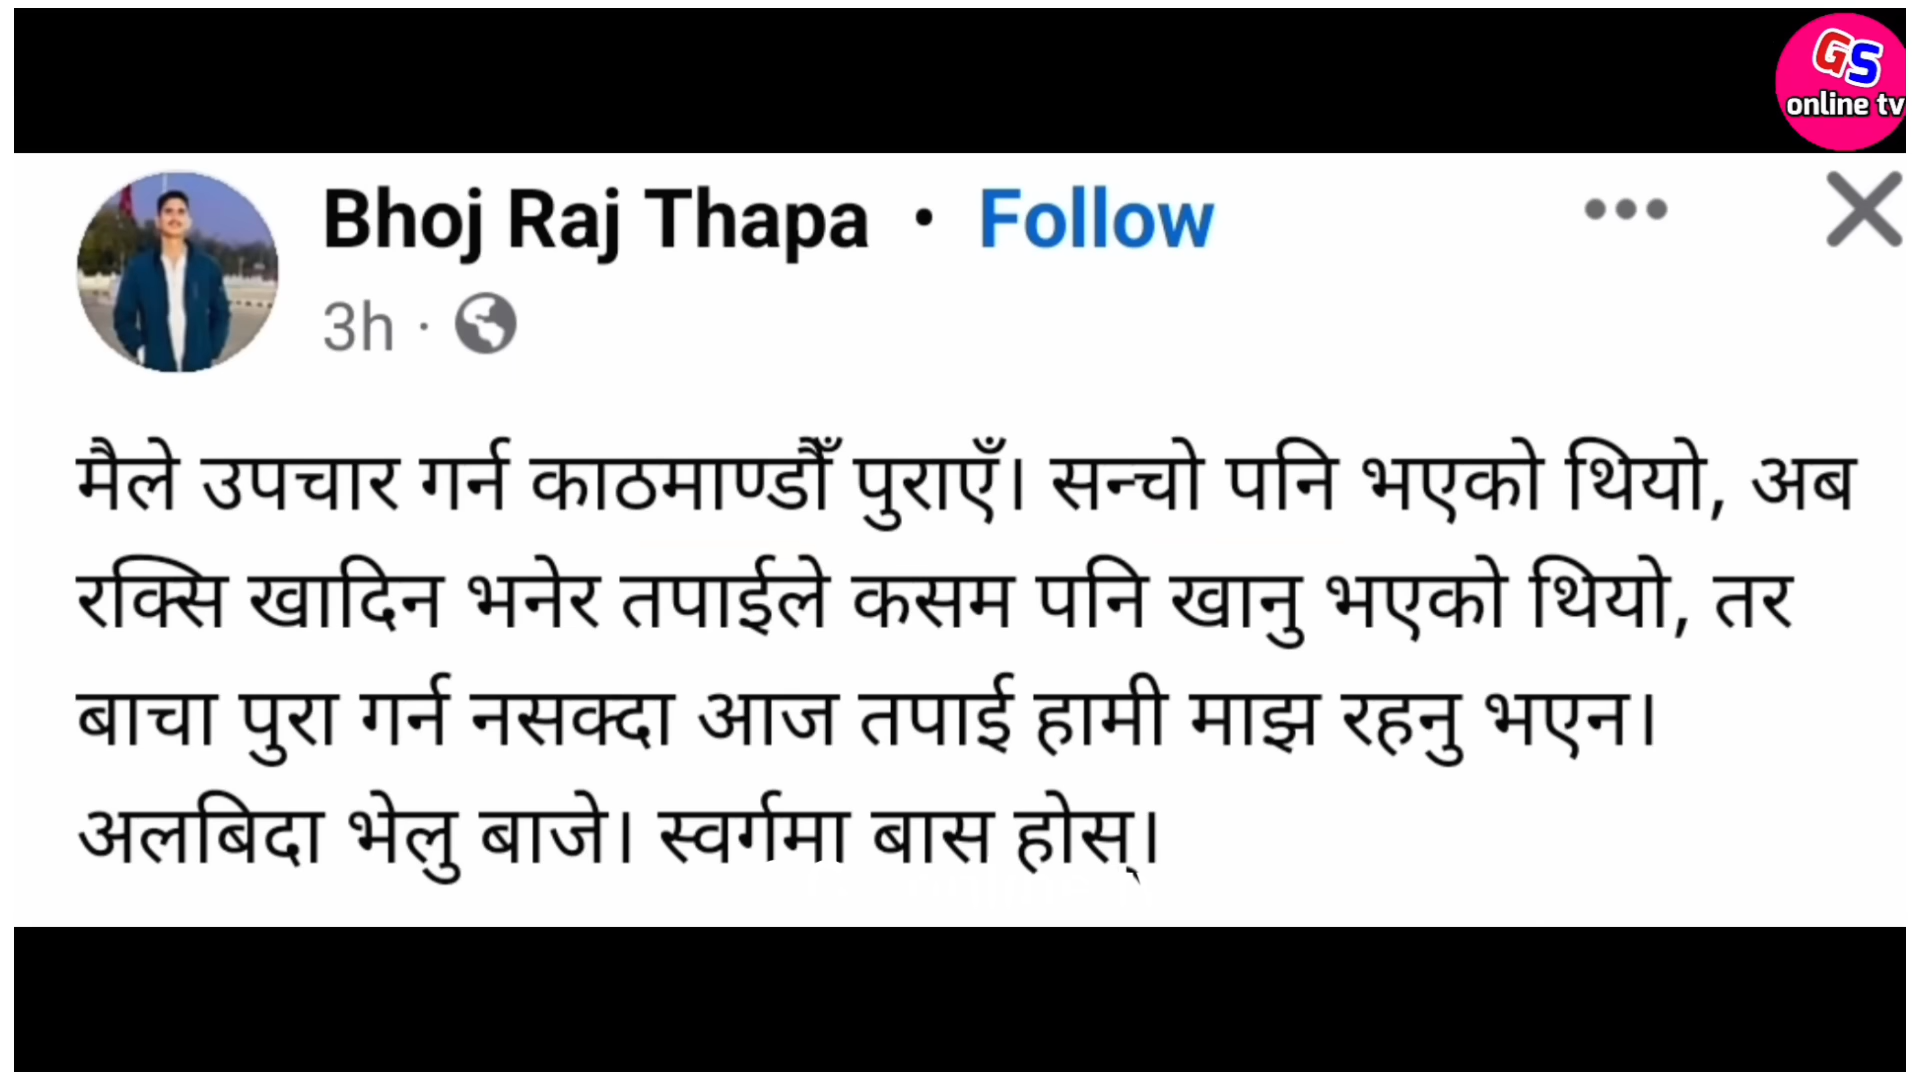 GS
online tv
Bhoj Raj Thapa • Follow
3h ·
मैले उपचार गर्न काठमाण्डौँ पुराएँ। सन्चो पनि भएको थियो, अब
रक्सि खादिन भनेर तपाईले कसम पनि खानु भएको थियो, तर
बाचा पुरा गर्न नसक्दा आज तपाई हामी माझ रहनु भएन।
अलबिदा भेलु बाजे। स्वर्गमा बास होस्।